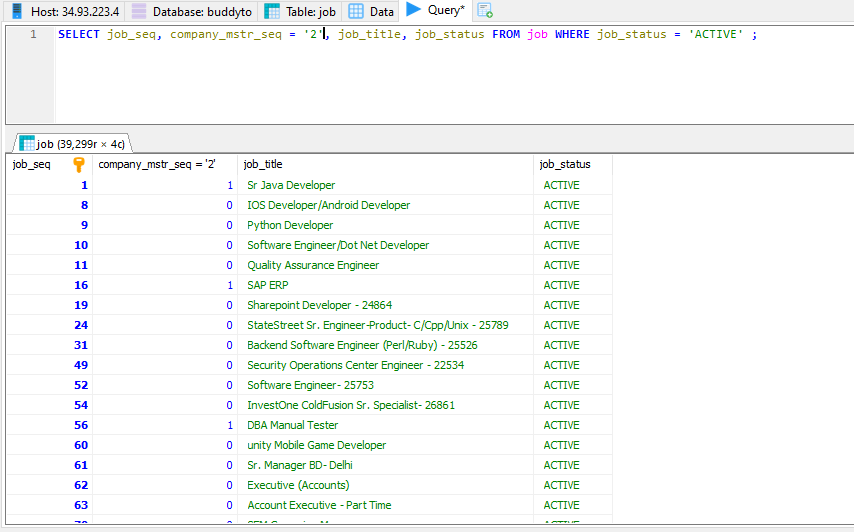 Host: 34.93.223.4 Database: buddyto Table: job Data Query*
1 SELECT job_seq, company_mstr_seq = '2', job_title, job_status FROM job WHERE job_status = 'ACTIVE' ;
job (39,299r × 4c)
job_seq company_mstr_seq = '2' job_title job_status
1 1 Sr Java Developer ACTIVE
8 0 IOS Developer/Android Developer ACTIVE
9 0 Python Developer ACTIVE
10 0 Software Engineer/Dot Net Developer ACTIVE
11 0 Quality Assurance Engineer ACTIVE
16 1 SAP ERP ACTIVE
19 0 Sharepoint Developer - 24864 ACTIVE
24 0 StateStreet Sr. Engineer-Product- C/Cpp/Unix - 25789 ACTIVE
31 0 Backend Software Engineer (Perl/Ruby) - 25526 ACTIVE
49 0 Security Operations Center Engineer - 22534 ACTIVE
52 0 Software Engineer- 25753 ACTIVE
54 0 InvestOne ColdFusion Sr. Specialist- 26861 ACTIVE
56 1 DBA Manual Tester ACTIVE
60 0 unity Mobile Game Developer ACTIVE
61 0 Sr. Manager BD- Delhi ACTIVE
62 0 Executive (Accounts) ACTIVE
63 0 Account Executive - Part Time ACTIVE